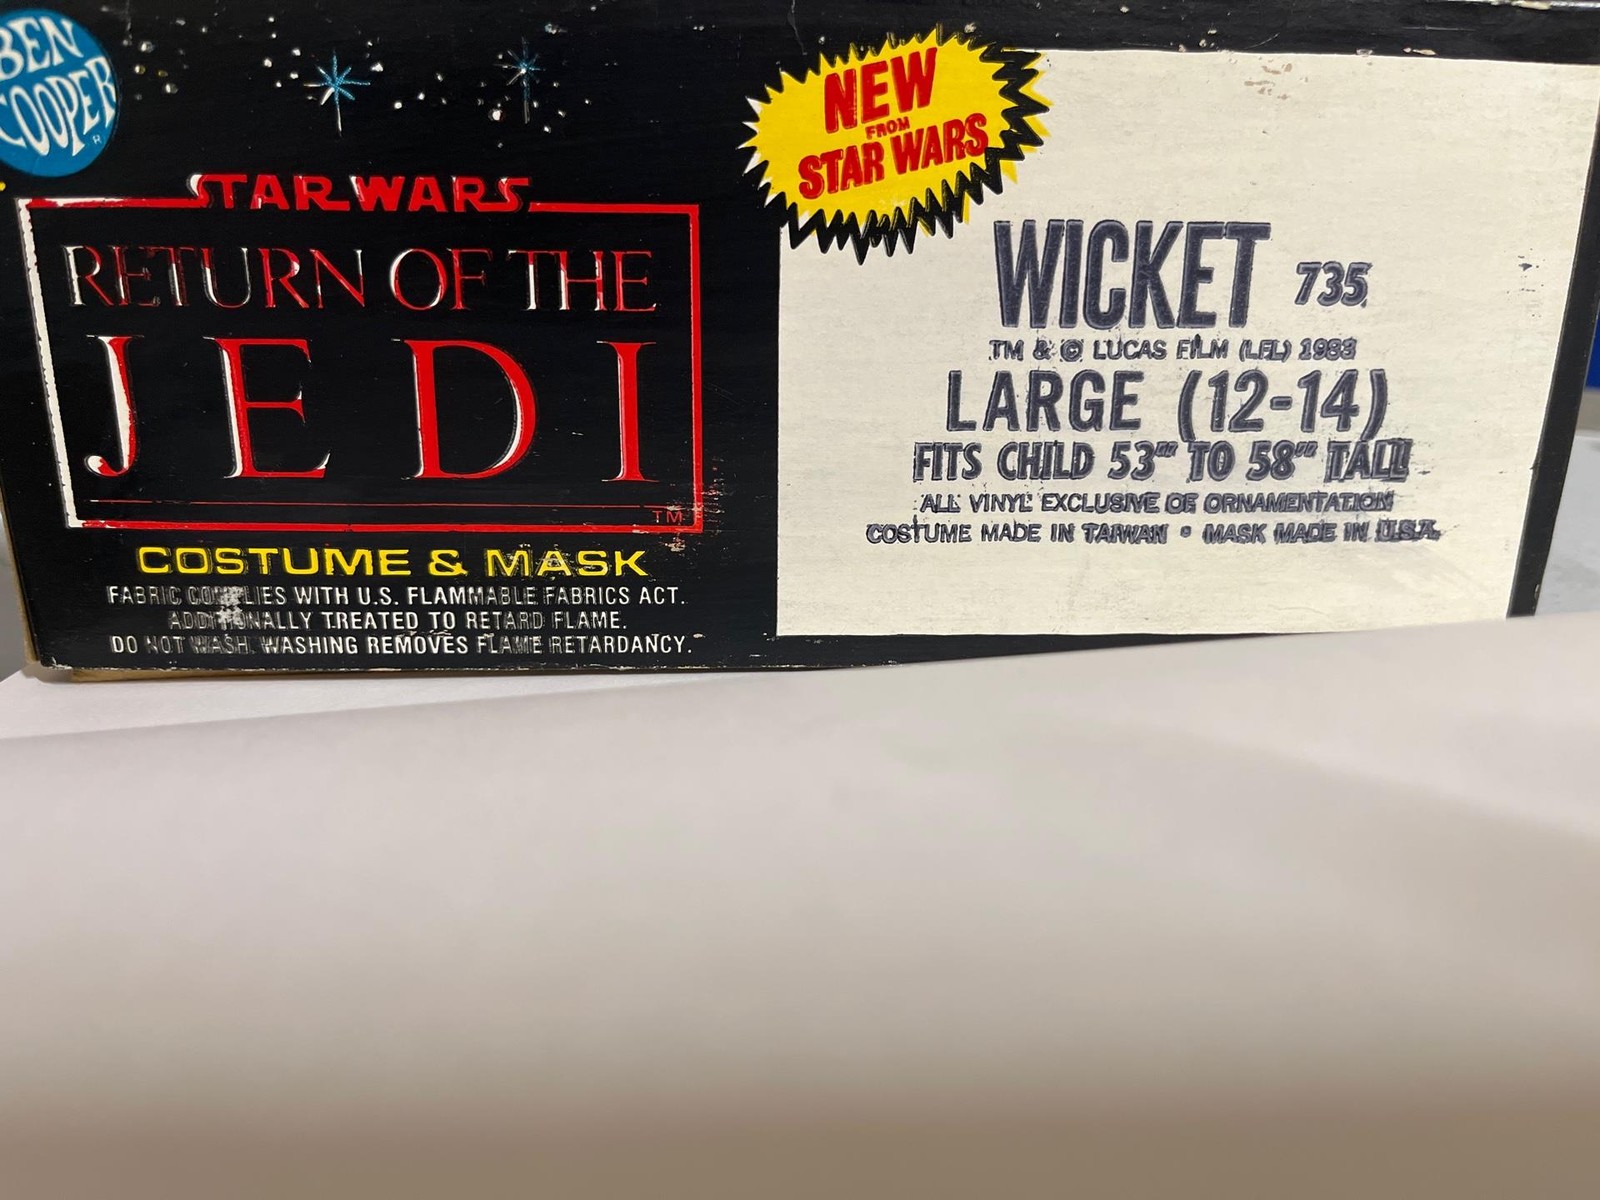 BEN
COOPER
R
STAR WARS
RETURN OF THE
JEDI
TM
COSTUME & MASK
FABRIC COMPLIES WITH U.S. FLAMMABLE FABRICS ACT.
ADDITIONALLY TREATED TO RETARD FLAME.
DO NOT WASH. WASHING REMOVES FLAME RETARDANCY.
NEW
FROM
STAR WARS
WICKET 735
TM & © LUCAS FILM (LFL) 1983
LARGE (12-14)
FITS CHILD 53" TO 58" TALL
ALL VINYL EXCLUSIVE OF ORNAMENTATION
COSTUME MADE IN TAIWAN • MASK MADE IN U.S.A.